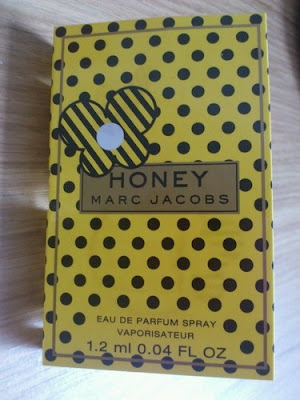 HONEY
MARC JACOBS
EAU DE PARFUM SPRAY
VAPORISATEUR
1.2 ml 0.04 FL OZ